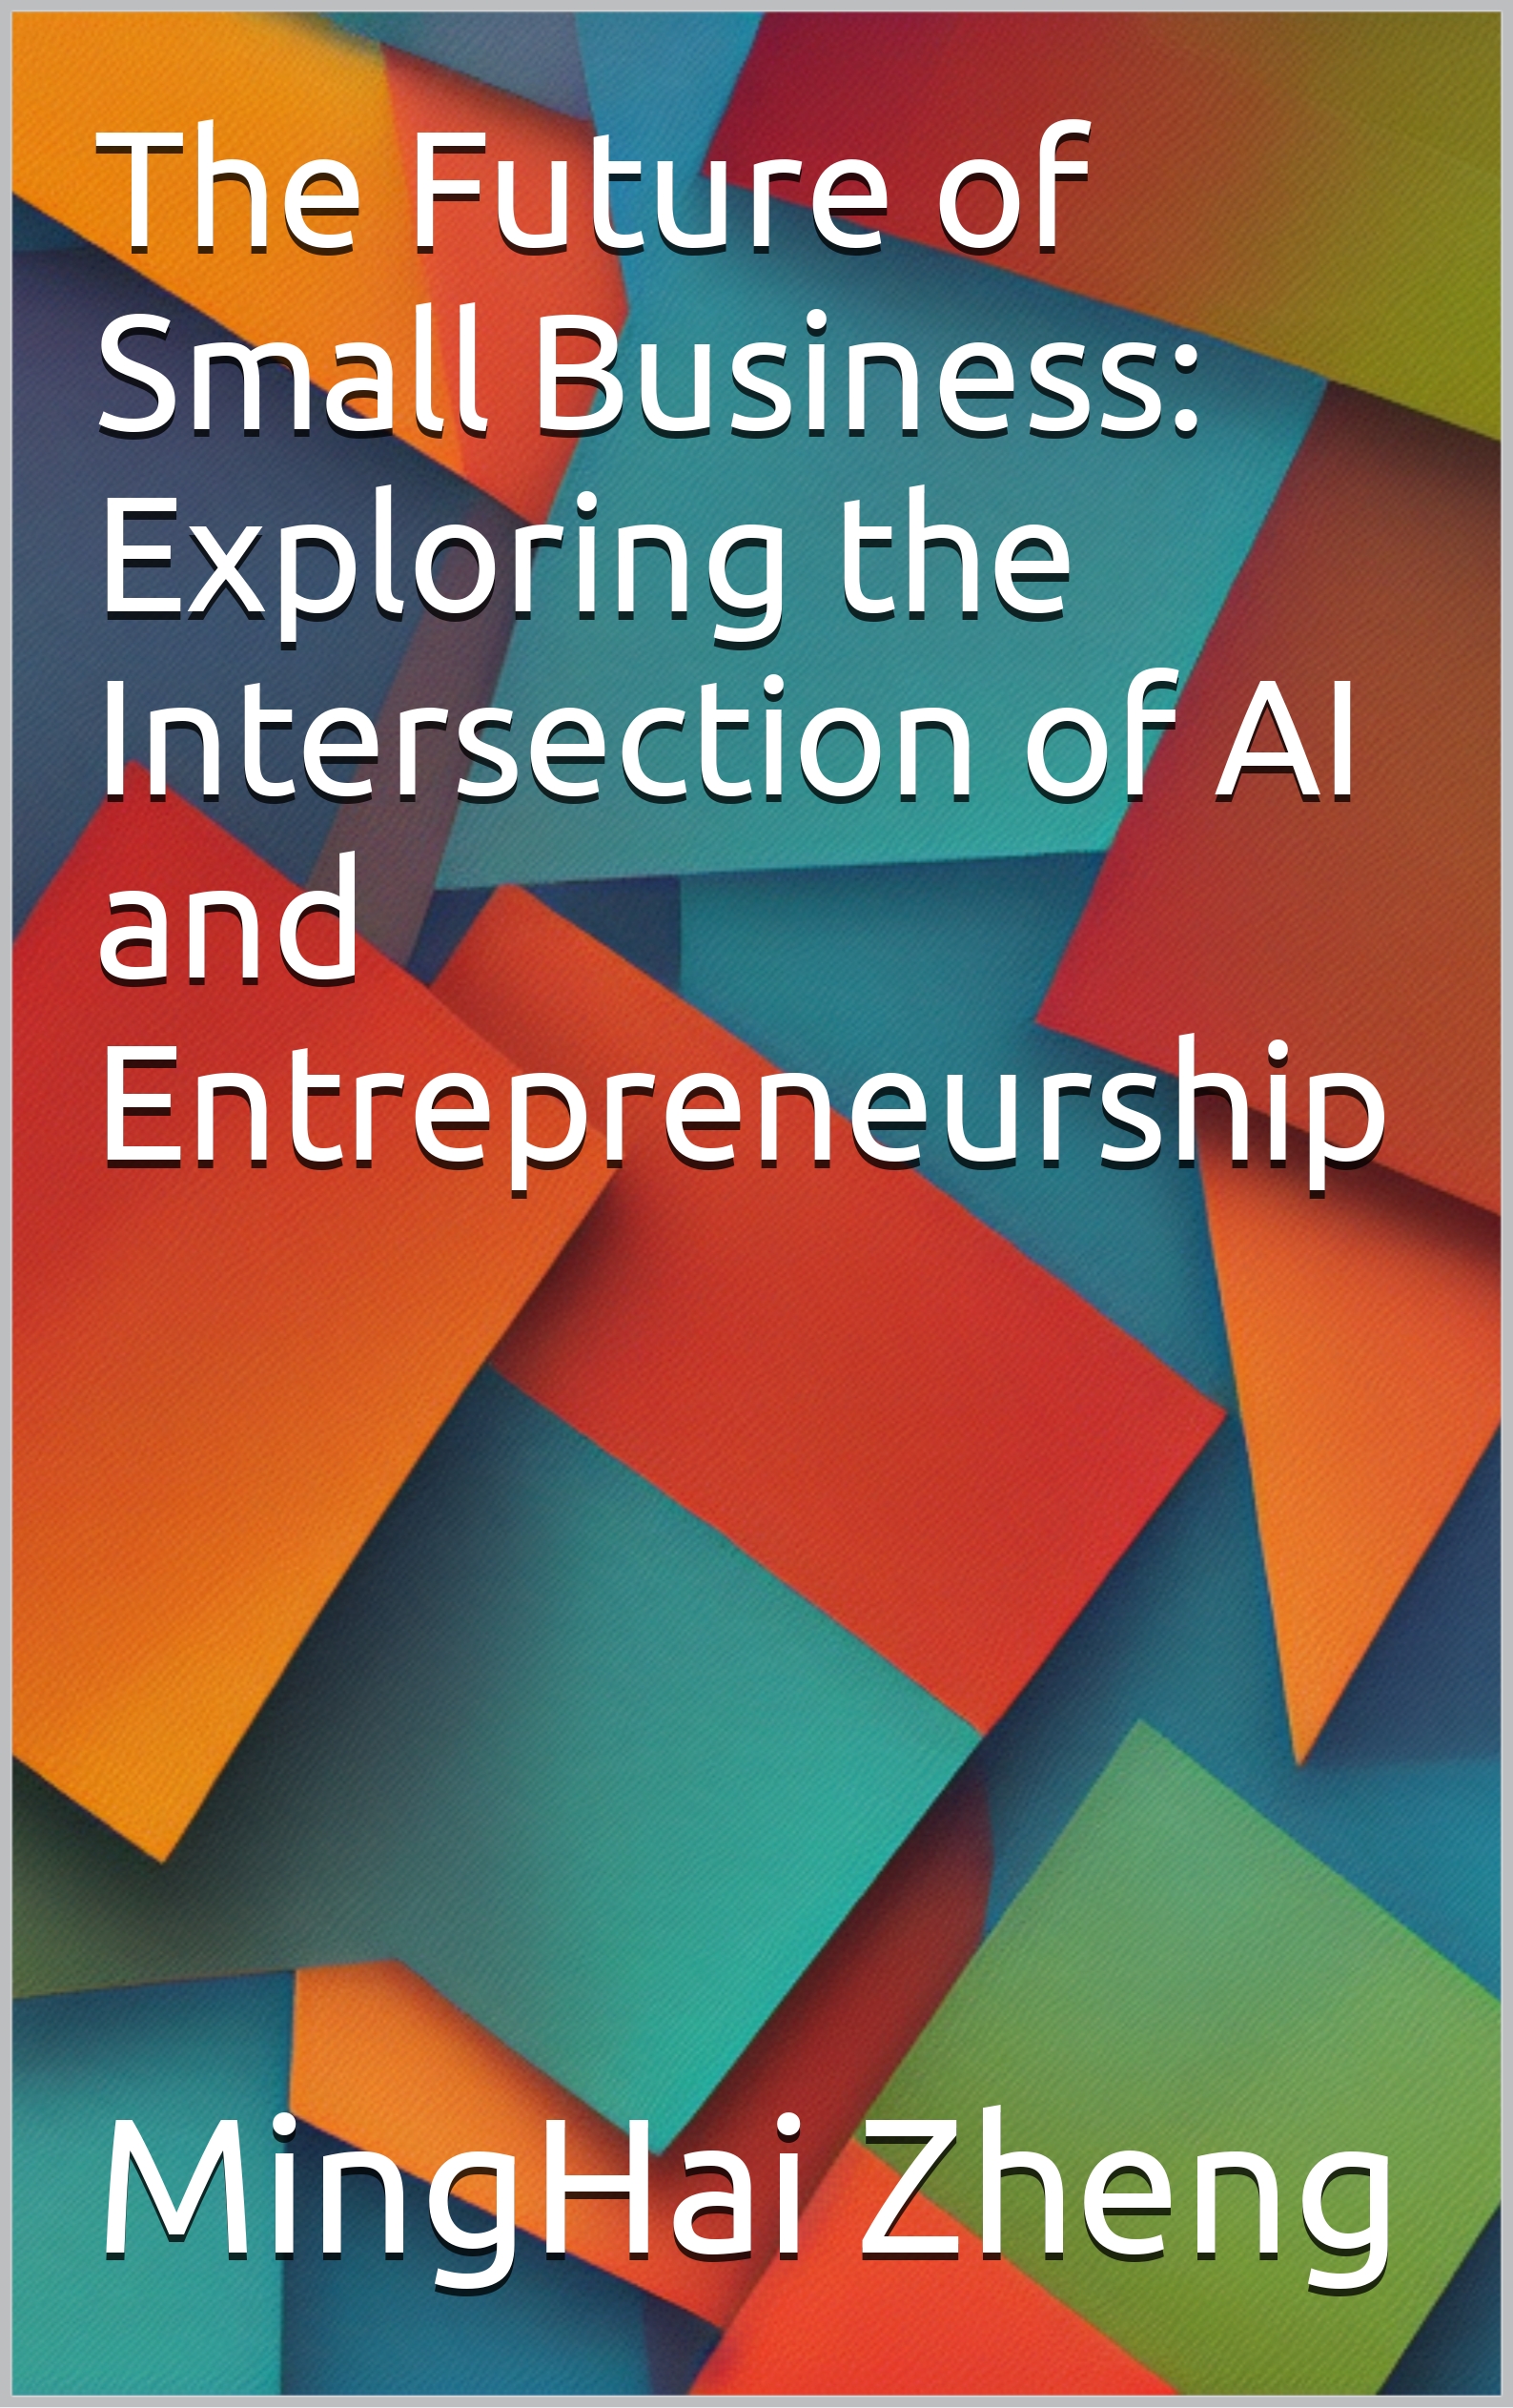 The Future of
Small Business:
Exploring the
Intersection of AI
and
Entrepreneurship
MingHai Zheng